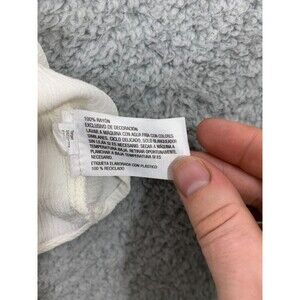 100% RAYÓN
EXCLUSIVO DE DECORACIÓN
LAVAR A MÁQUINA CON AGUA FRÍA CON COLORES
SIMILARES. CICLO DELICADO. SOLO BLANQUEADOR
SIN LEJÍA SI ES NECESARIO. SECAR A MÁQUINA
A BAJA TEMPERATURA. RETIRAR OPORTUNAMENTE.
PLANCHAR A BAJA TEMPERATURA SI ES
NECESARIO
ETIQUETA ELABORADA CON PLÁSTICO
100 % RECICLADO